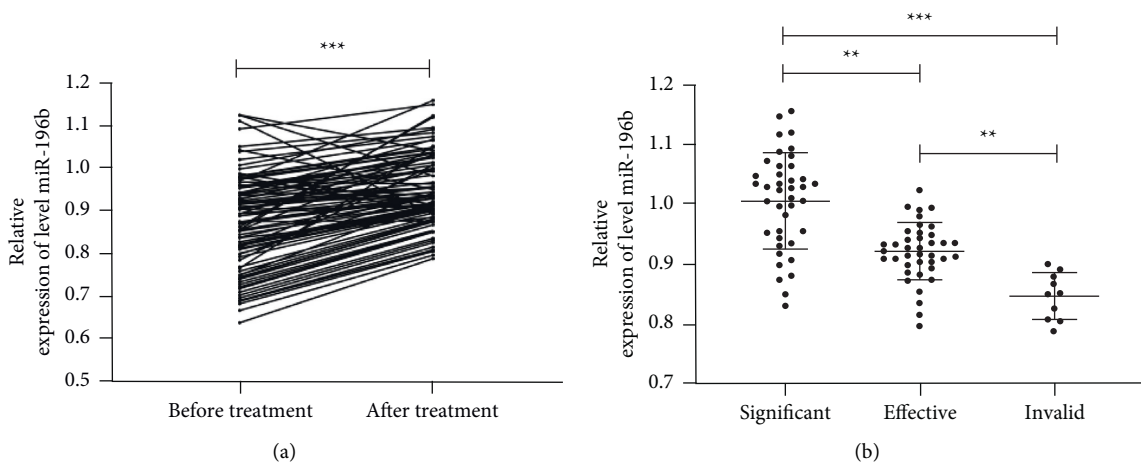 ***
1.2
1.1
1.0
0.9
0.8
0.7
0.6
0.5
Relative
expression of level miR-196b
Before treatment
After treatment
(a)
***
**
**
1.2
1.1
1.0
0.9
0.8
0.7
Relative
expression of level miR-196b
Significant
Effective
Invalid
(b)